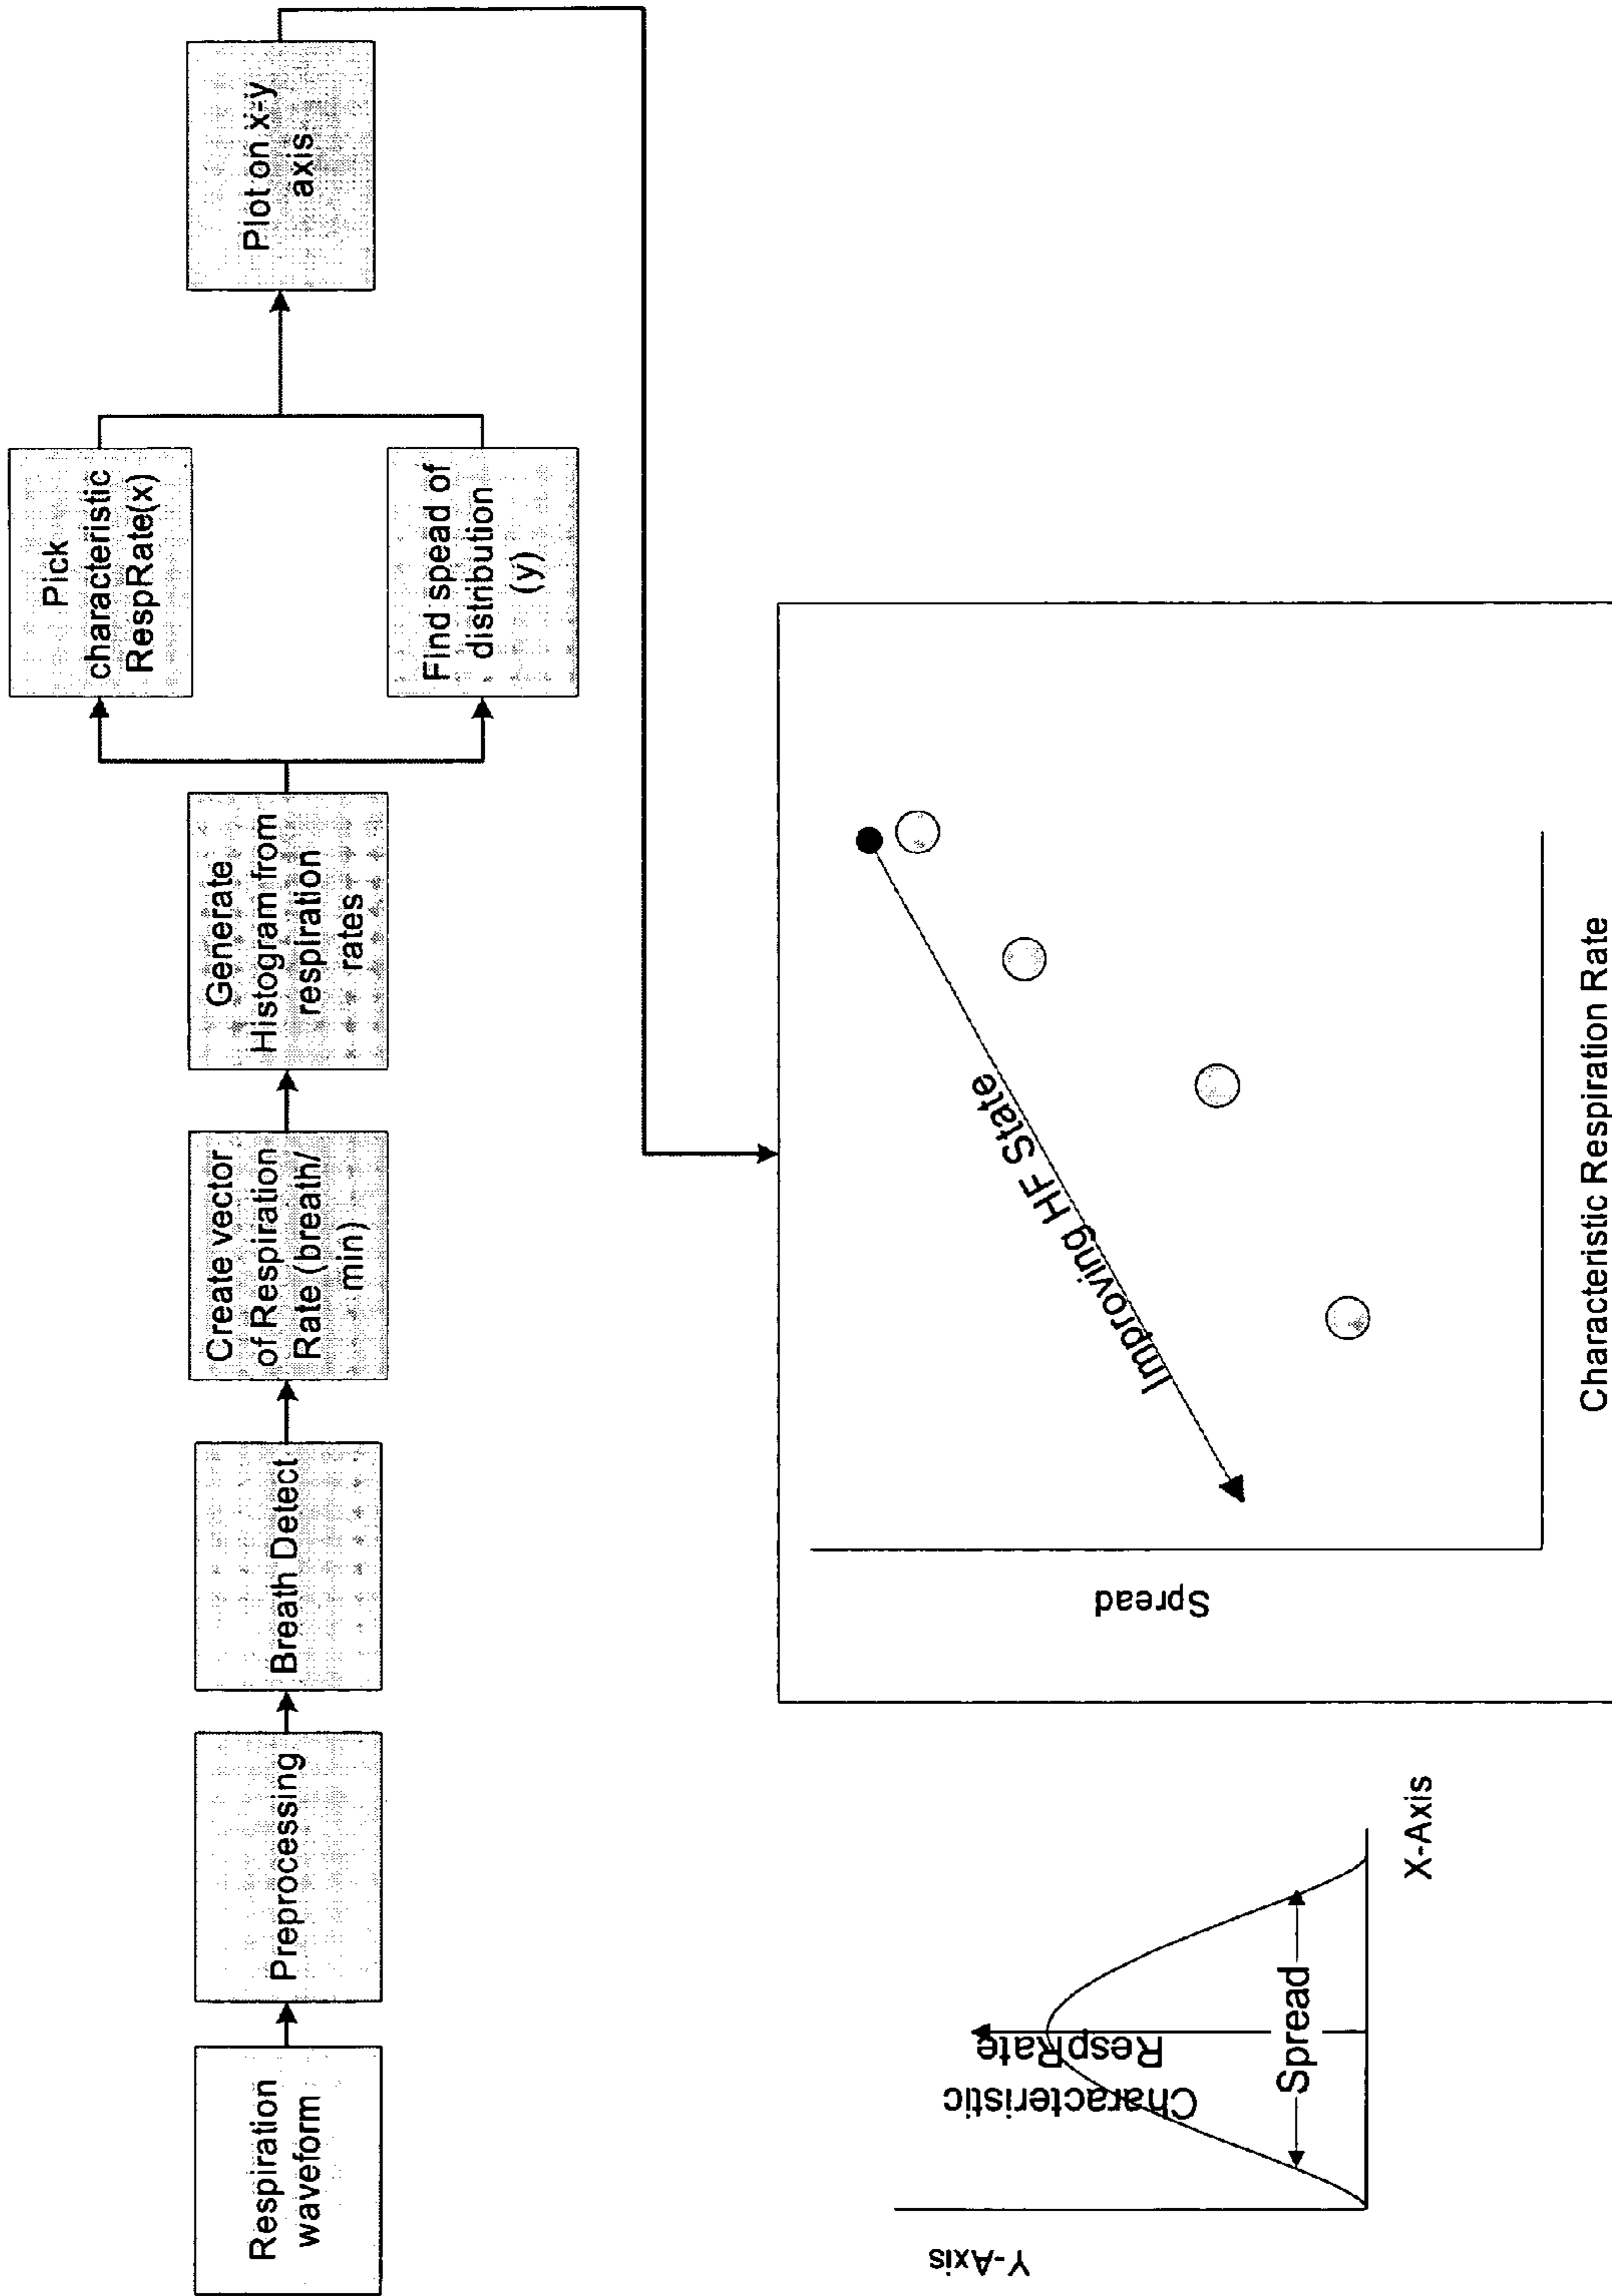 Respiration
waveform
Preprocessing
Breath Detect
Create vector
of Respiration
Rate (breath/
min)
Generate
Histogram from
respiration
rates
Pick
characteristic
RespRate(x)
Find spead of
distribution
(y)
Plot on x-y
axis
Y-Axis
Characteristic
RespRate
Spread
X-Axis
Spread
Improving HF State
Characteristic Respiration Rate